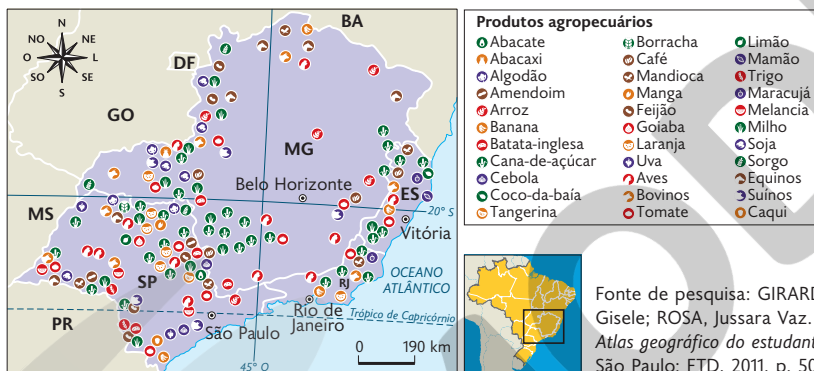 BA
N
NO
NE
O
L
SO
SE
S
DF
GO
MG
Belo Horizonte
ES
MS
20° S
Vitória
SP
OCEANO
ATLÂNTICO
RJ
PR
Rio de
Janeiro
Trópico de Capricórnio
São Paulo
0 190 km
45° O
Produtos agropecuários
Abacate
Abacaxi
Algodão
Amendoim
Arroz
Banana
Batata-inglesa
Cana-de-açúcar
Cebola
Coco-da-baía
Tangerina
Borracha
Café
Mandioca
Manga
Feijão
Goiaba
Laranja
Uva
Aves
Bovinos
Tomate
Limão
Mamão
Trigo
Maracujá
Melancia
Milho
Soja
Sorgo
Equinos
Suínos
Caqui
Fonte de pesquisa: GIRARD
Gisele; ROSA, Jussara Vaz.
Atlas geográfico do estudant
São Paulo: FTD, 2011. p. 50